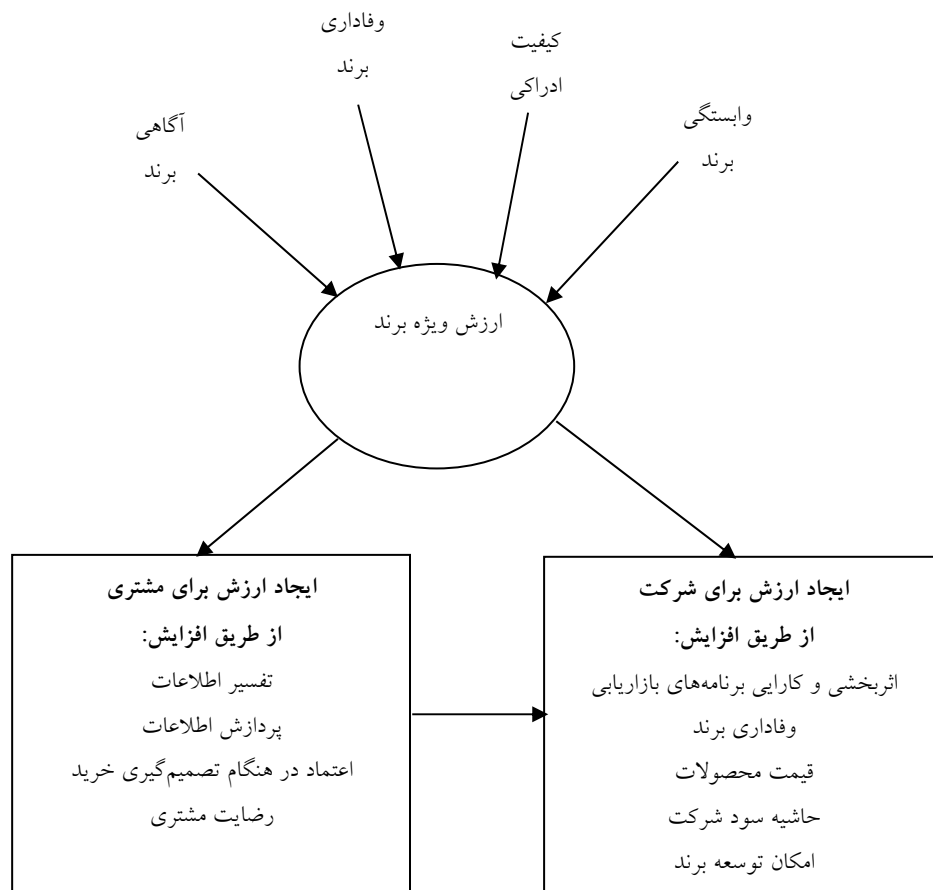 وفاداری
برند
کیفیت
ادراکی
وابستگی
برند
آگاهی
برند
ارزش ویژه برند
ایجاد ارزش برای شرکت
از طریق افزایش:
اثربخشی و کارایی برنامه‌های بازاریابی
وفاداری برند
قیمت محصولات
حاشیه سود شرکت
امکان توسعه برند
ایجاد ارزش برای مشتری
از طریق افزایش:
تفسیر اطلاعات
پردازش اطلاعات
اعتماد در هنگام تصمیم‌گیری خرید
رضایت مشتری